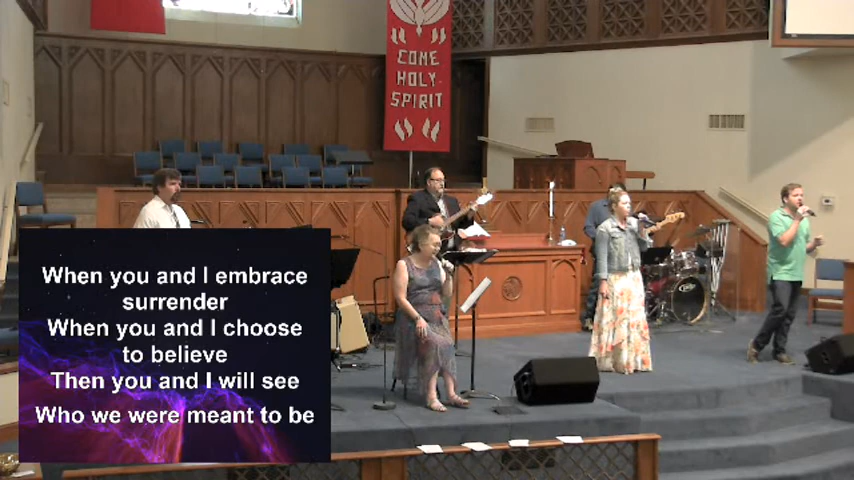 COME
HOLY
SPIRIT
When you and I embrace
surrender
When you and I choose
to believe
Then you and I will see
Who we were meant to be